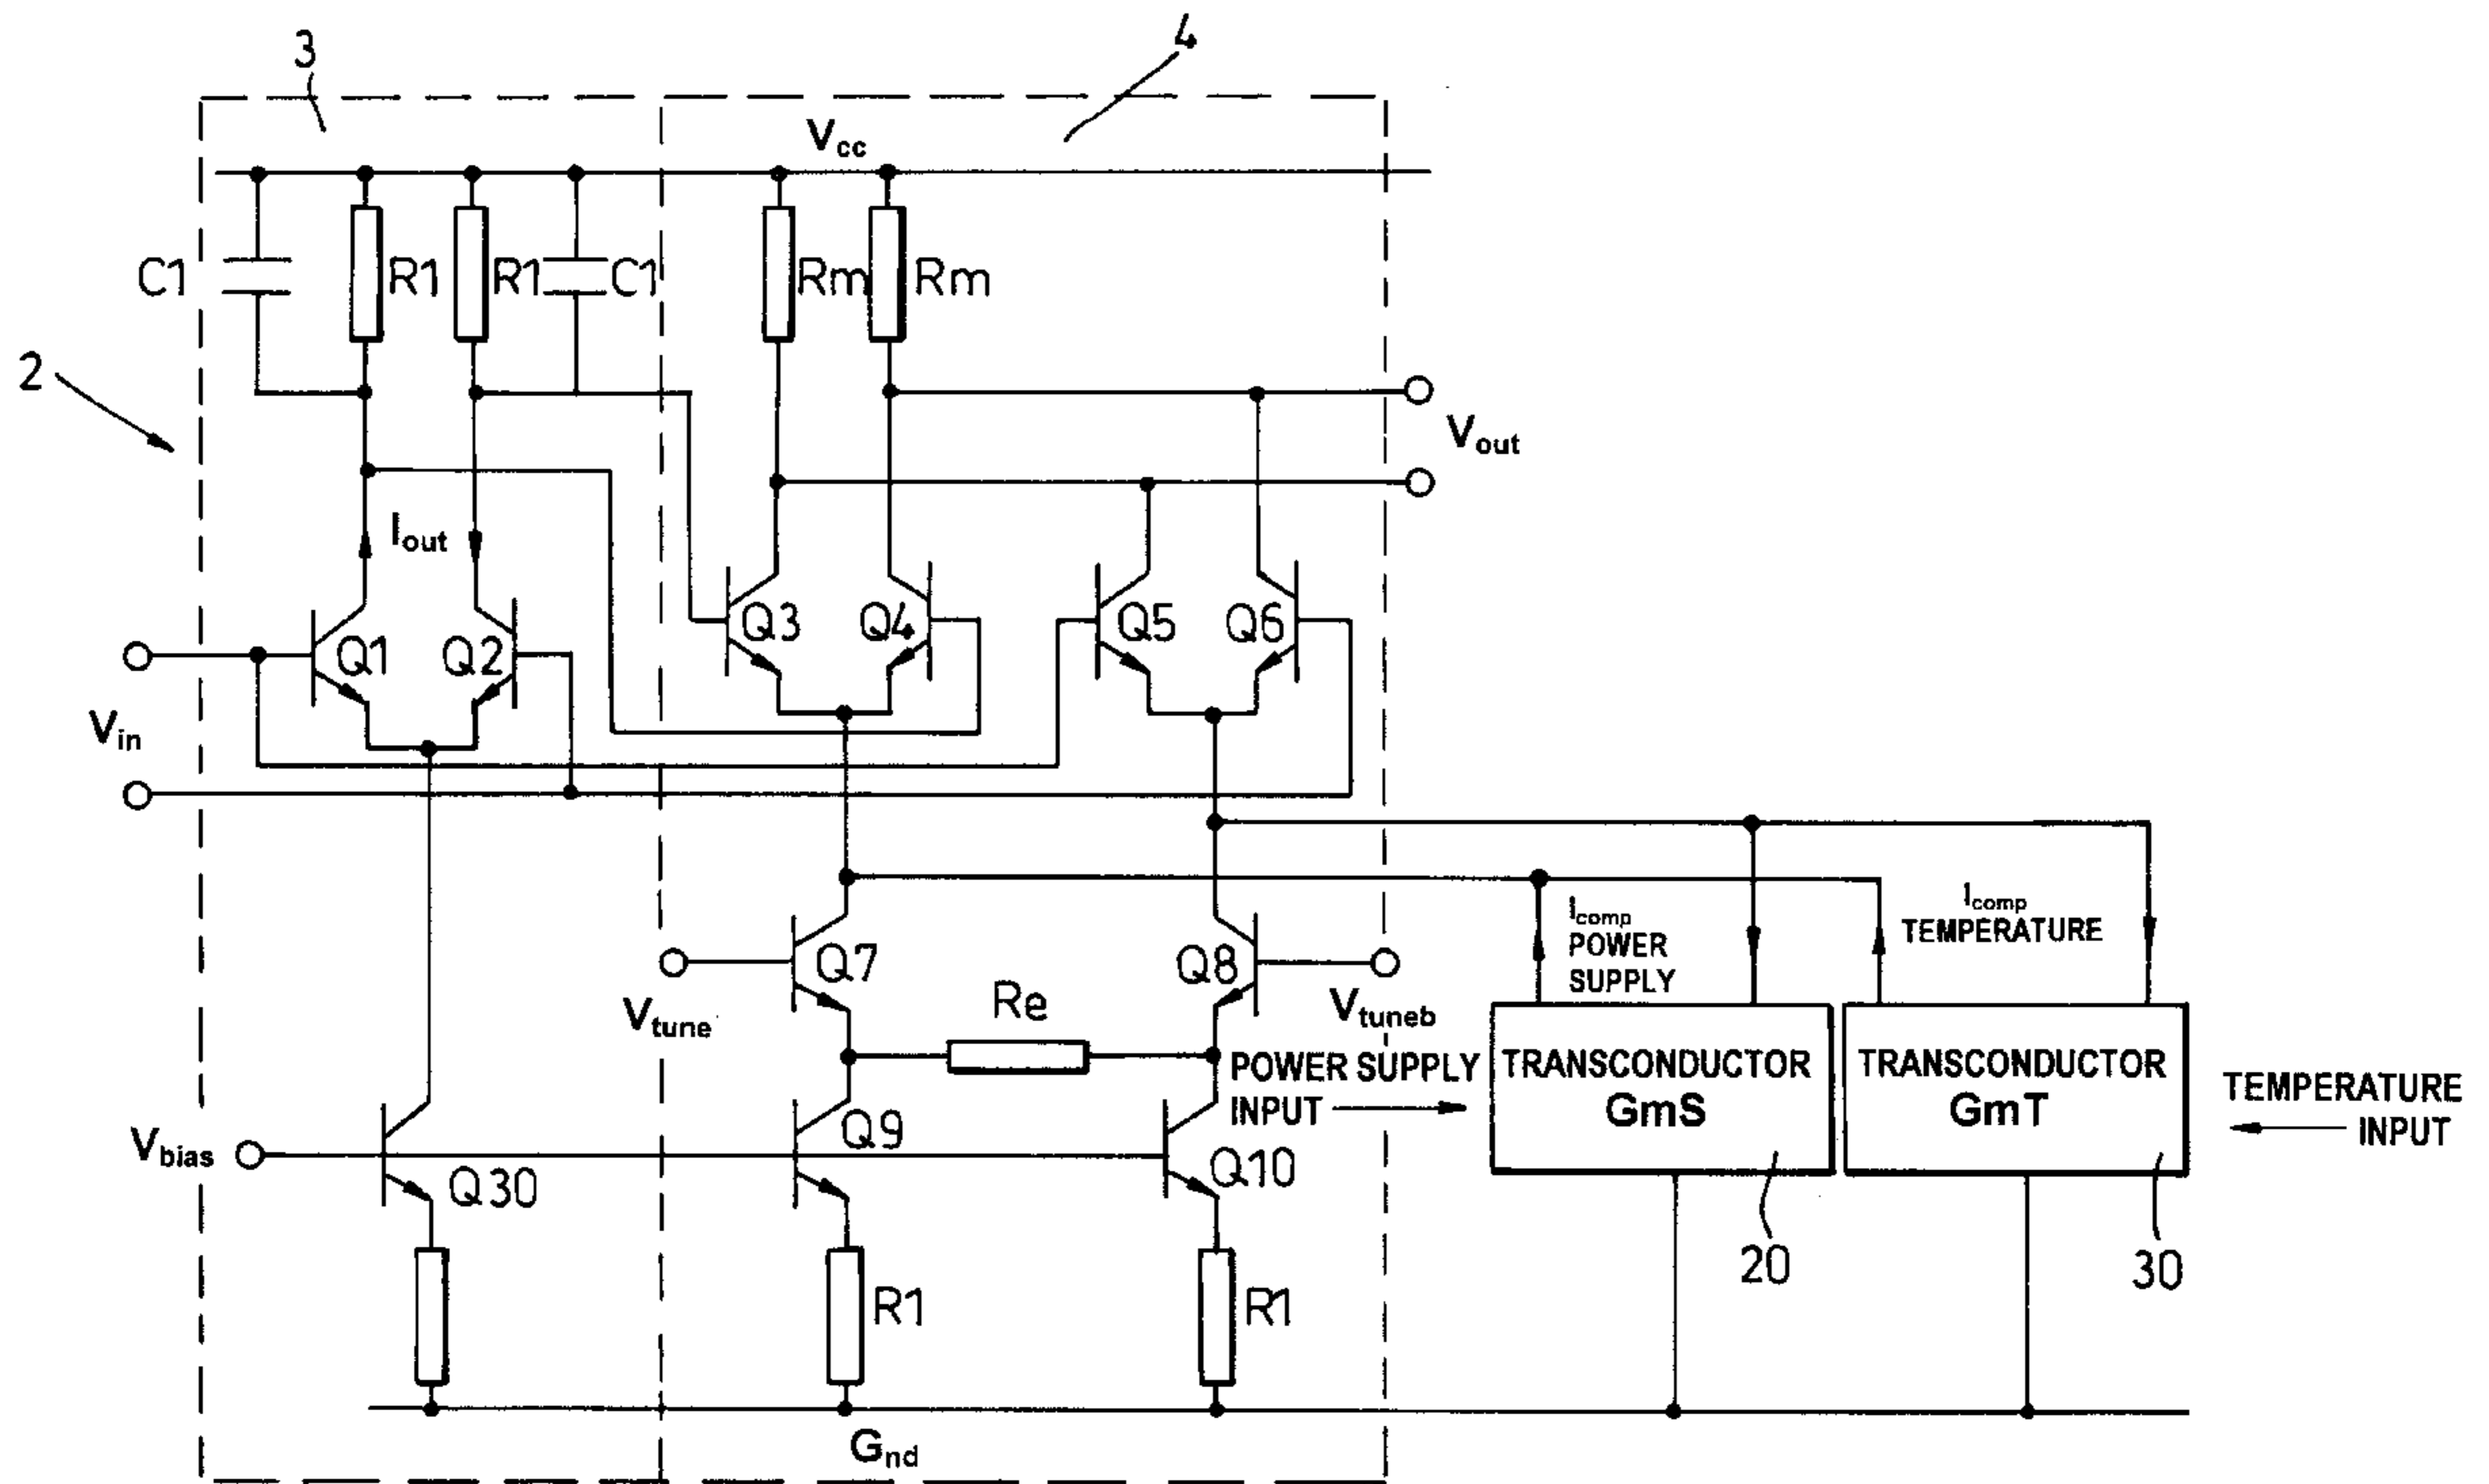 3
4
Vcc
C1
R1
R1
C1
Rm
Rm
2
Vout
Iout
Q1
Q2
Q3
Q4
Q5
Q6
Vin
Icomp
POWER
SUPPLY
Icomp
TEMPERATURE
Q7
Q8
Vtune
Re
Vtuneb
POWER SUPPLY
INPUT
TRANSCONDUCTOR
GmS
TRANSCONDUCTOR
GmT
TEMPERATURE
INPUT
Vbias
Q30
Q9
Q10
20
30
R1
R1
Gnd